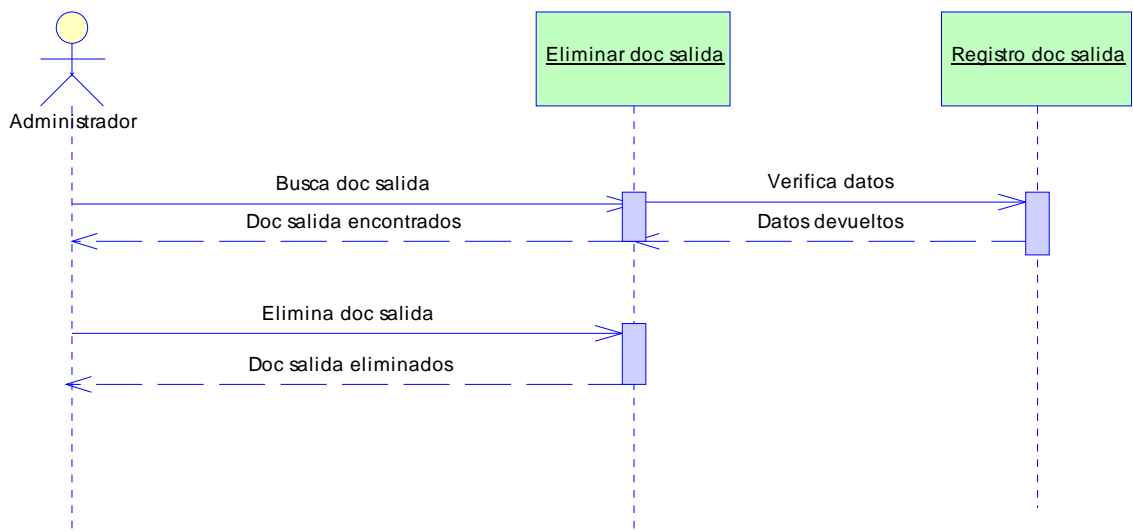 Eliminar doc salida
Registro doc salida
Administrador
Busca doc salida
Verifica datos
Doc salida encontrados
Datos devueltos
Elimina doc salida
Doc salida eliminados